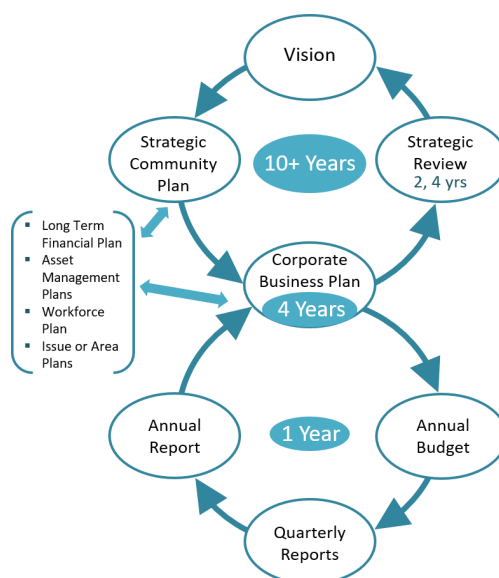 Vision
Strategic
Community
Plan
10+ Years
Strategic
Review
2, 4 yrs
▪ Long Term
Financial Plan
▪ Asset
Management
Plans
▪ Workforce
Plan
▪ Issue or Area
Plans
Corporate
Business Plan
4 Years
Annual
Report
1 Year
Annual
Budget
Quarterly
Reports